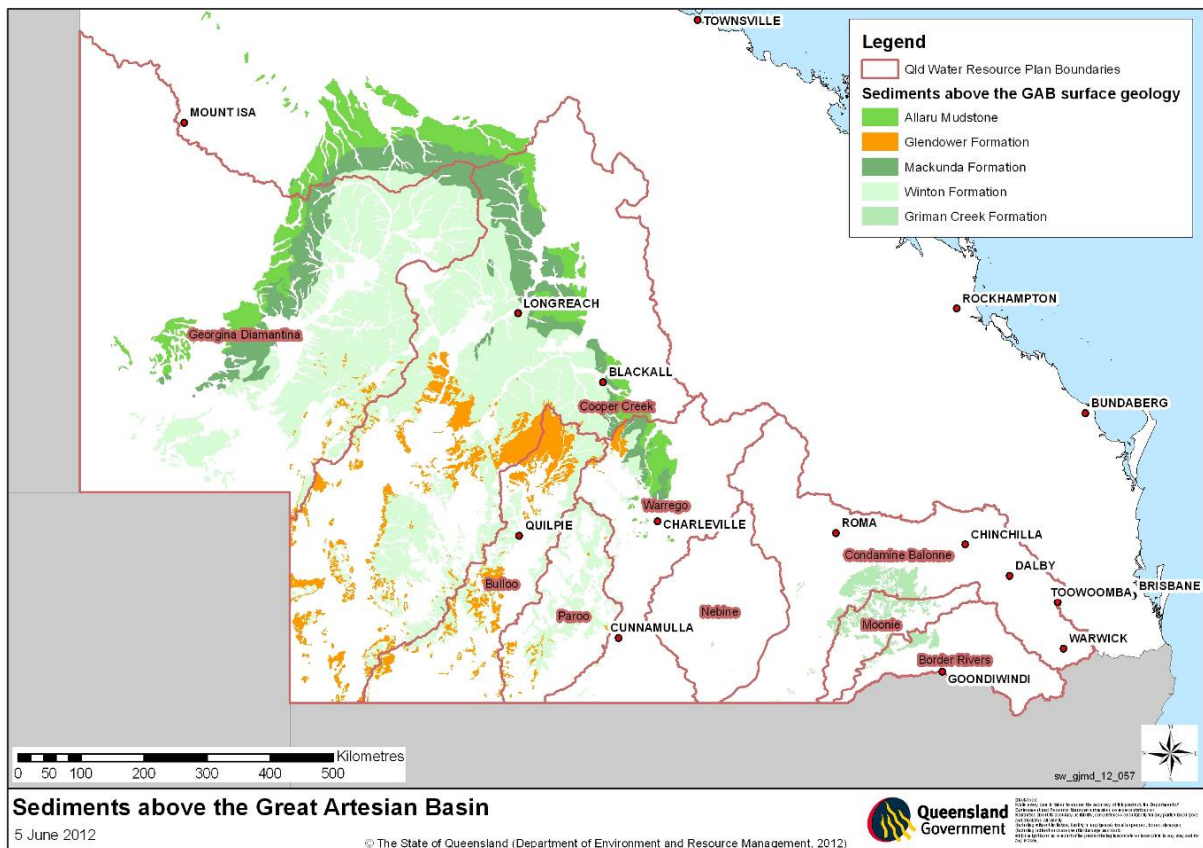 TOWNSVILLE
Legend
Qld Water Resource Plan Boundaries
Sediments above the GAB surface geology
Allaru Mudstone
Glendower Formation
Mackunda Formation
Winton Formation
Griman Creek Formation
MOUNT ISA
ROCKHAMPTON
LONGREACH
Georgina Diamantina
BLACKALL
Cooper Creek
BUNDABERG
Warrego
CHARLEVILLE
QUILPIE
ROMA
CHINCHILLA
Condamine Balonne
DALBY
Bulloo
BRISBANE
TOOWOOMBA
Paroo
Nebine
Moonie
CUNNAMULLA
WARWICK
Border Rivers
GOONDIWINDI
Kilometres
0 50 100 200 300 400 500
sw_gjmd_12_057
Sediments above the Great Artesian Basin
5 June 2012
Queensland
Government
© The State of Queensland (Department of Environment and Resource Management, 2012)